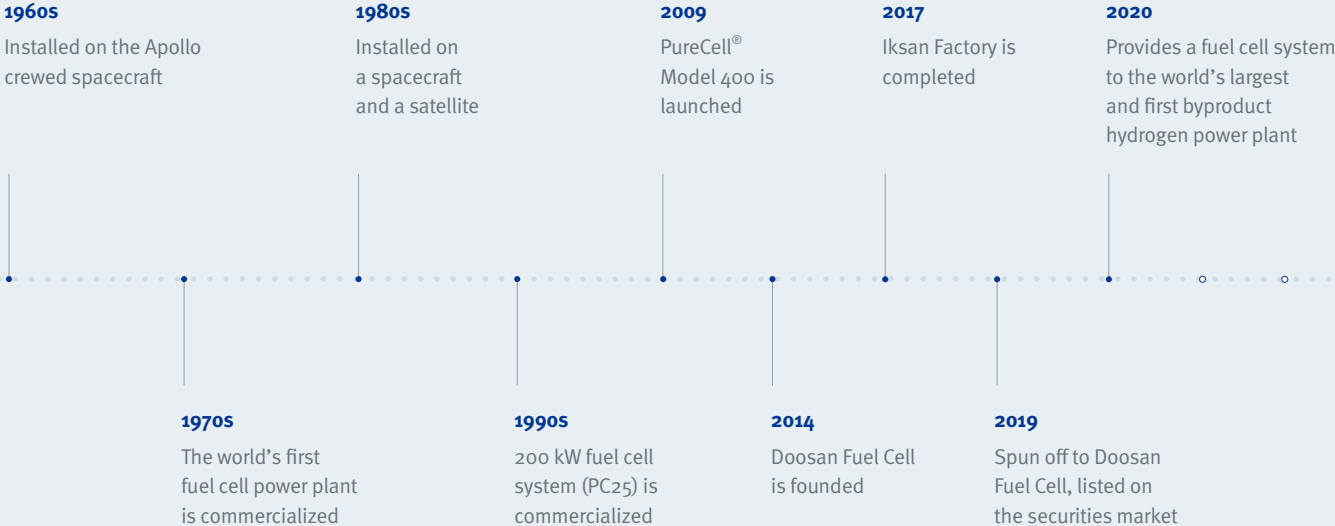 1960s
Installed on the Apollo
crewed spacecraft
1980s
Installed on
a spacecraft
and a satellite
2009
PureCell®
Model 400 is
launched
2017
Iksan Factory is
completed
2020
Provides a fuel cell system
to the world's largest
and first byproduct
hydrogen power plant
1970s
The world's first
fuel cell power plant
is commercialized
1990s
200 kW fuel cell
system (PC25) is
commercialized
2014
Doosan Fuel Cell
is founded
2019
Spun off to Doosan
Fuel Cell, listed on
the securities market